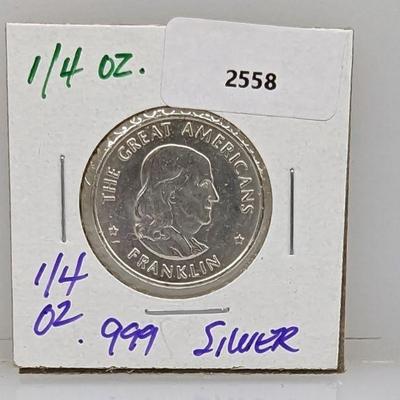 1/4 OZ.
2558
THE GREAT AMERICANS
FRANKLIN
1/4
OZ
.999 SILVER